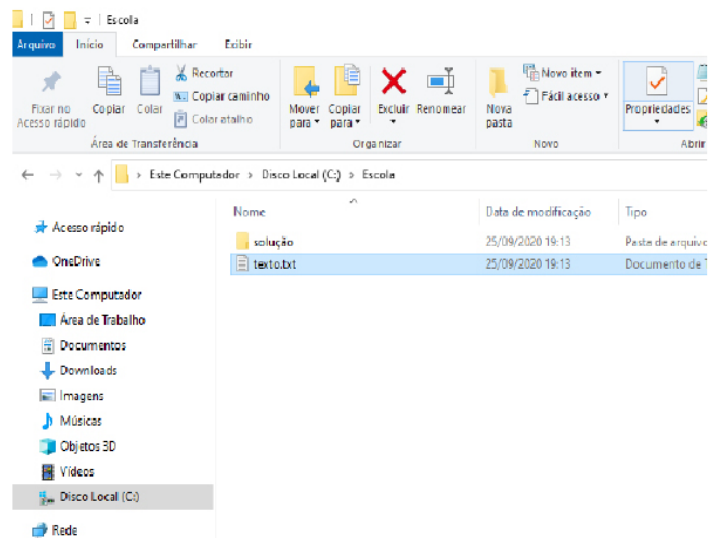 Escola
Arquivo Início Compartilhar Exibir
Fixar no Acesso rápido
Copiar
Colar
Recortar
Copiar caminho
Colar atalho
Área de Transferência
Mover para
Copiar para
Excluir
Renomear
Organizar
Nova pasta
Novo item
Fácil acesso
Novo
Propriedades
Abrir
Este Computador > Disco Local (C:) > Escola
Nome Data de modificação Tipo
solução 25/09/2020 19:13 Pasta de arquivo
texto.txt 25/09/2020 19:13 Documento de T
Acesso rápido
OneDrive
Este Computador
Área de Trabalho
Documentos
Downloads
Imagens
Músicas
Objetos 3D
Vídeos
Disco Local (C:)
Rede